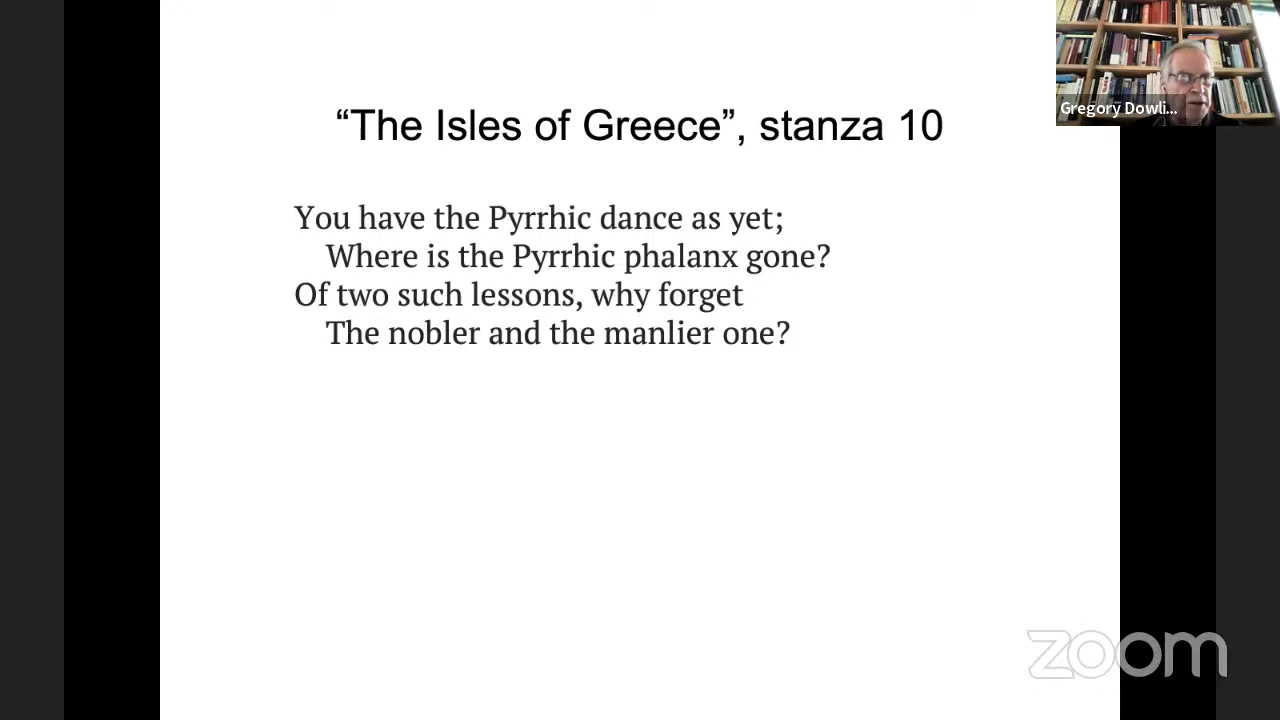 “The Isles of Greece”, stanza 10
You have the Pyrrhic dance as yet;
Where is the Pyrrhic phalanx gone?
Of two such lessons, why forget
The nobler and the manlier one?
Gregory Dowli...
zoom